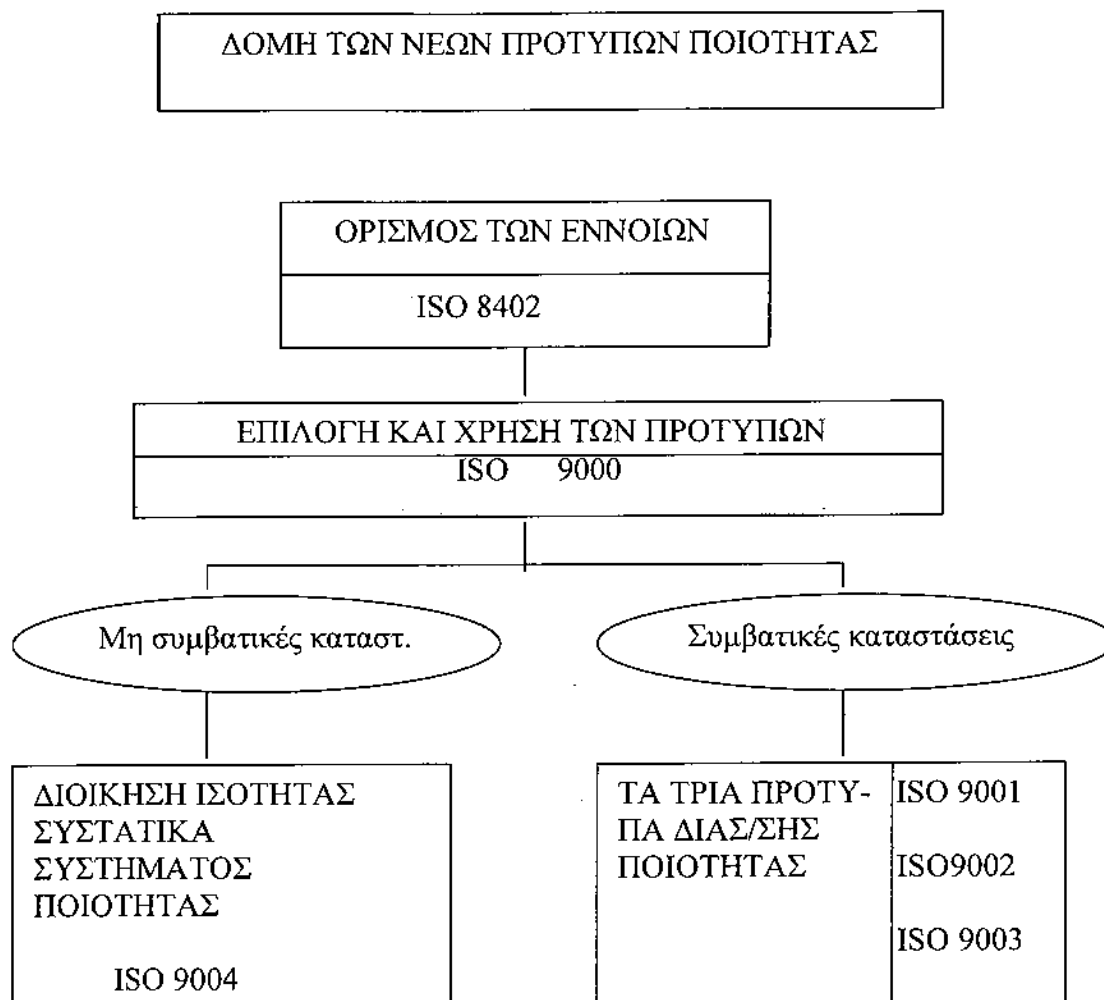 ΔΟΜΗ ΤΩΝ ΝΕΩΝ ΠΡΟΤΥΠΩΝ ΠΟΙΟΤΗΤΑΣ
ΟΡΙΣΜΟΣ ΤΩΝ ΕΝΝΟΙΩΝ
ISO 8402
ΕΠΙΛΟΓΗ ΚΑΙ ΧΡΗΣΗ ΤΩΝ ΠΡΟΤΥΠΩΝ
ISO 9000
Μη συμβατικές καταστ.
Συμβατικές καταστάσεις
ΔΙΟΙΚΗΣΗ ΙΣΟΤΗΤΑΣ
ΣΥΣΤΑΤΙΚΑ
ΣΥΣΤΗΜΑΤΟΣ
ΠΟΙΟΤΗΤΑΣ
ISO 9004
ΤΑ ΤΡΙΑ ΠΡΟΤΥ-
ΠΑ ΔΙΑΣ/ΣΗΣ
ΠΟΙΟΤΗΤΑΣ
ISO 9001
ISO9002
ISO 9003